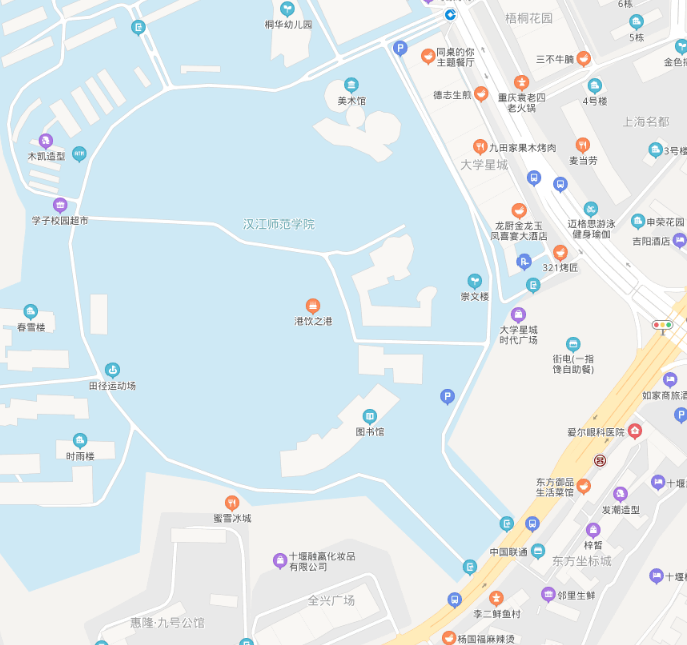 6栋
梧桐花园
桐华幼儿园
5栋
同桌的你
主题餐厅
三不牛腩
德志生煎
重庆袁老四
老火锅
4号楼
美术馆
上海名都
木凯造型
九田家果木烤肉
大学星城
麦当劳
3号楼
学子校园超市
汉江师范学院
龙厨金龙玉
凤喜宴大酒店
迈格思游泳
健身瑜伽
申荣花园
吉阳酒店
321烤匠
崇文楼
港饮之港
春雪楼
大学星城
时代广场
街电(一指
馋自助餐)
田径运动场
如家商旅酒
图书馆
爱尔眼科医院
时雨楼
东方御品
生活菜馆
十堰
发潮造型
蜜雪冰城
梓皙
中国联通
十堰融赢化妆品
有限公司
东方坐标城
十堰
邻里生鲜
全兴广场
李二鲜鱼村
惠隆·九号公馆
杨国福麻辣烫